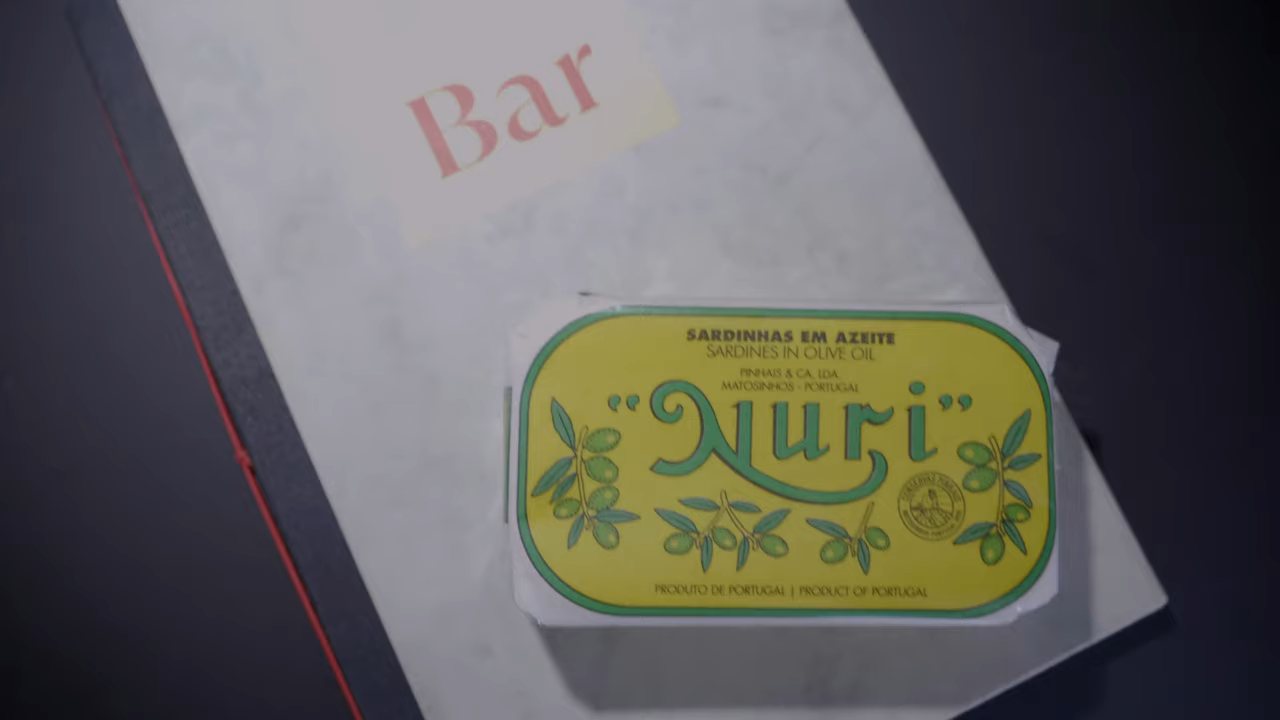 Bar
SARDINHAS EM AZEITE
SARDINES IN OLIVE OIL
PINHAIS & CA, LDA.
MATOSINHOS - PORTUGAL
"Nuri"
PRODUTO DE PORTUGAL | PRODUCT OF PORTUGAL